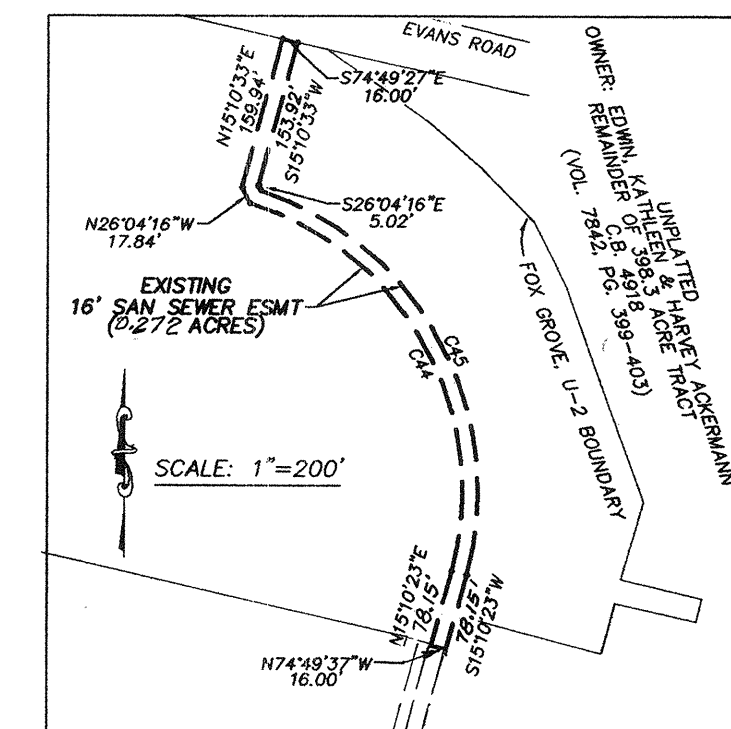 EVANS ROAD
S74°49'27"E
16.00'
N15°10'33"E
159.94'
153.92'
S15°10'33"W
S26°04'16"E
5.02'
N26°04'16"W
17.84'
EXISTING
16' SAN SEWER ESMT
(0.272 ACRES)
C45
C44
SCALE: 1"=200'
FOX GROVE, U-2 BOUNDARY
UNPLATTED
OWNER: EDWIN, KATHLEEN & HARVEY ACKERMANN
REMAINDER OF 398.3 ACRE TRACT
C.B. 4918
(VOL. 7842, PG. 399-403)
N15°10'23"E
78.15'
78.15'
S15°10'23"W
N74°49'37"W
16.00'